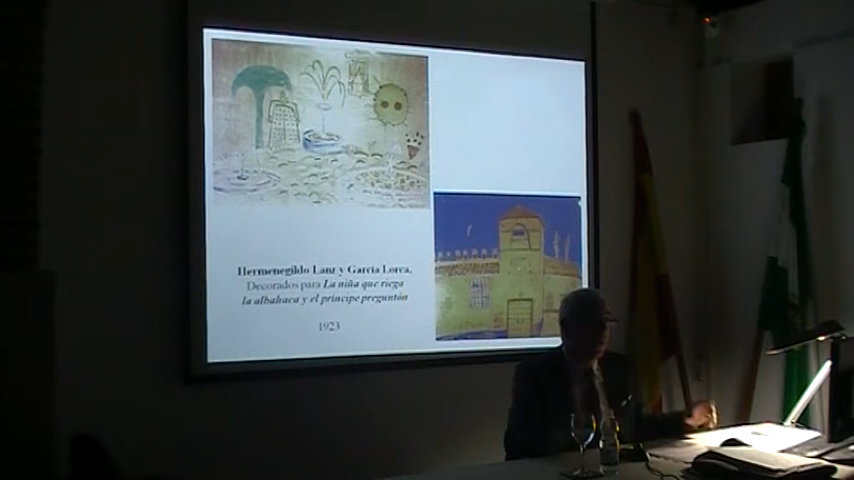 Hermenegildo Lanz y García Lorca,
Decorados para La niña que riega
la albahaca y el príncipe preguntón
1923